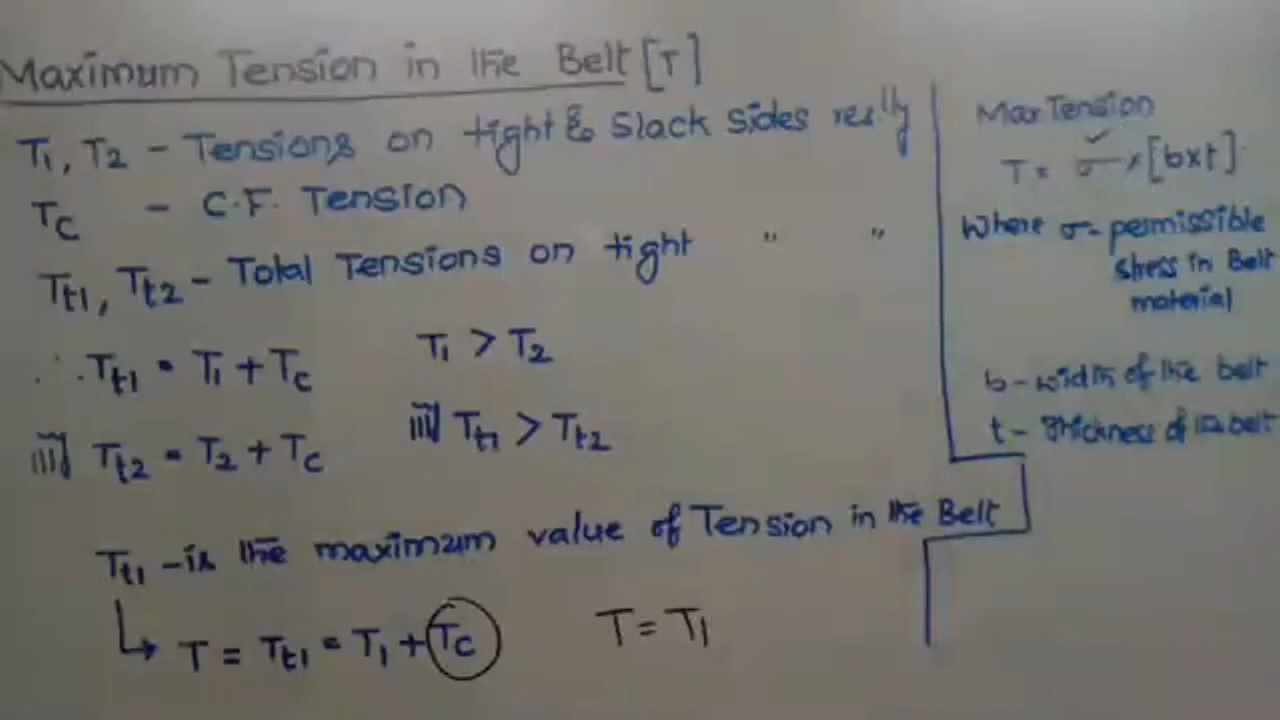 Maximum Tension in the Belt [T]
T1, T2 - Tensions on tight & Slack sides reslly
Tc - C.F. Tension
Tt1, Tt2 - Total Tensions on tight " "
∴ Tt1 = T1 + Tc T1 > T2
iiiy Tt2 = T2 + Tc iiiy Tt1 > Tt2
Tt1 - is the maximum value of Tension in the Belt
↳ T = Tt1 = T1 + Tc T = T1
Max Tension
T = σ × [b×t]
Where σ - permissible
stress in Belt
material
b - width of the belt
t - thickness of the belt